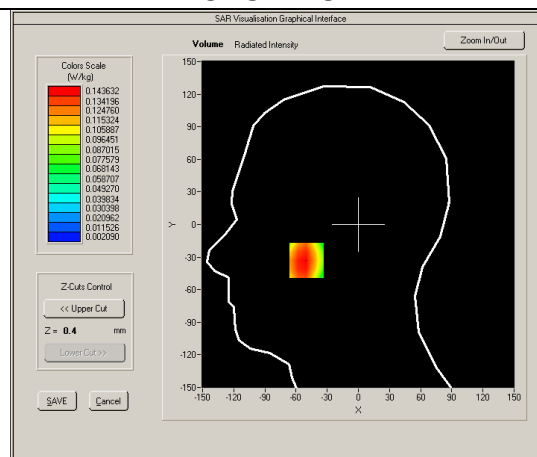 SAR Visualisation Graphical Interface
Volume Radiated Intensity
Zoom In/Out
Colors Scale
(W/kg)
0.143632
0.134196
0.124760
0.115324
0.105887
0.096451
0.087015
0.077579
0.068143
0.058707
0.049270
0.039834
0.030398
0.020962
0.011526
0.002090
Z-Cuts Control
<< Upper Cut
Z = 0.4 mm
Lower Cut >>
SAVE
Cancel
150
120
90
60
30
0
-30
-60
-90
-120
-150
Y
-150 -120 -90 -60 -30 0 30 60 90 120 150
X